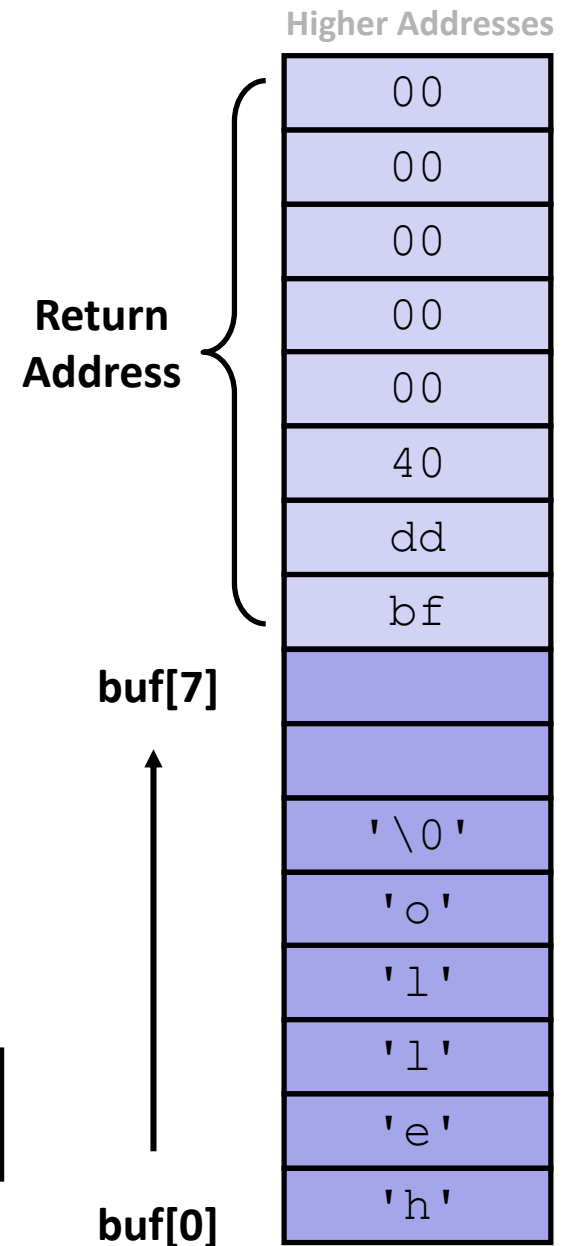 Higher Addresses
00
00
00
00
00
40
dd
bf
Return
Address
buf[7]
'\0'
'o'
'l'
'l'
'e'
'h'
buf[0]